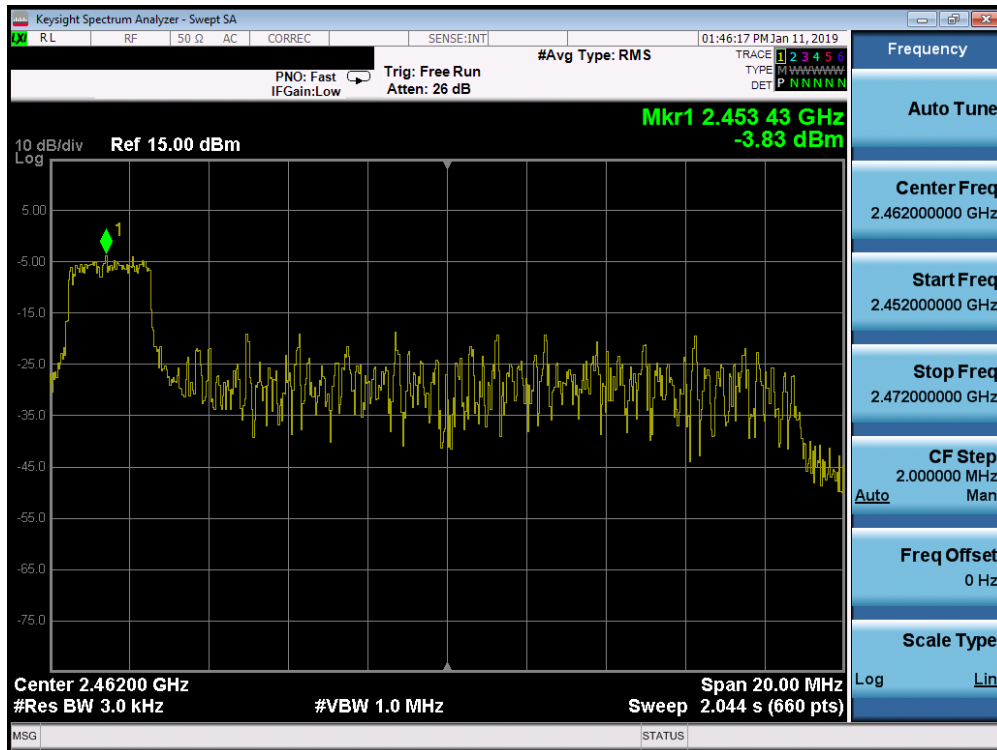 Keysight Spectrum Analyzer - Swept SA
LXI RL RF 50 Ω AC CORREC SENSE:INT 01:46:17 PM Jan 11, 2019
PNO: Fast
IFGain:Low
Trig: Free Run
Atten: 26 dB
#Avg Type: RMS
TRACE 1 2 3 4 5 6
TYPE M W W W W W
DET P N N N N N
Mkr1 2.453 43 GHz
-3.83 dBm
10 dB/div
Log
Ref 15.00 dBm
5.00
-5.00
-15.0
-25.0
-35.0
-45.0
-55.0
-65.0
-75.0
1
Center 2.46200 GHz
Span 20.00 MHz
#Res BW 3.0 kHz
#VBW 1.0 MHz
Sweep 2.044 s (660 pts)
MSG
STATUS
Frequency
Auto Tune
Center Freq
2.462000000 GHz
Start Freq
2.452000000 GHz
Stop Freq
2.472000000 GHz
CF Step
2.000000 MHz
Auto Man
Freq Offset
0 Hz
Scale Type
Log Lin